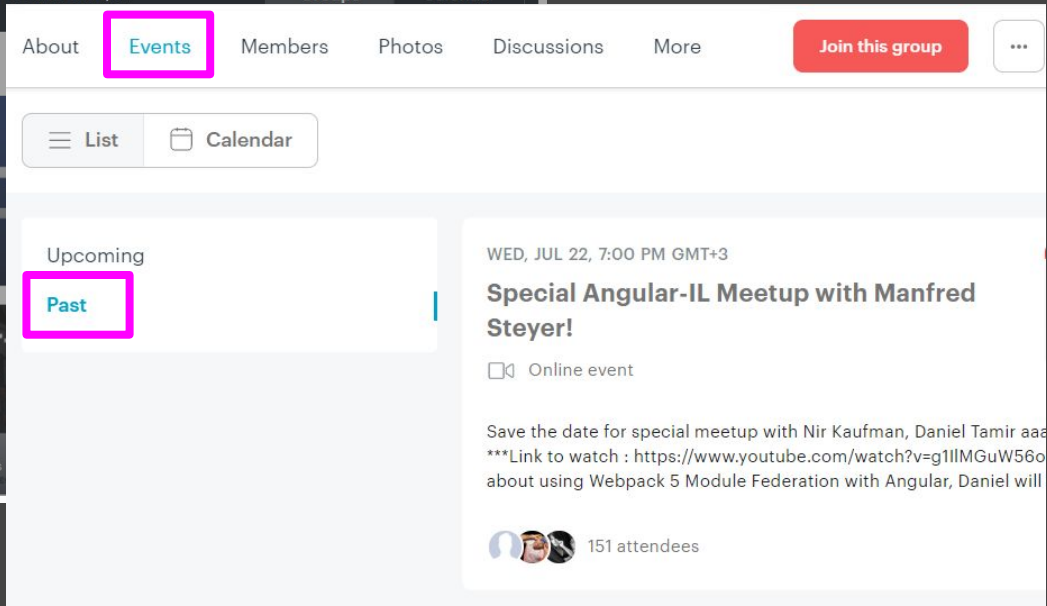 About Events Members Photos Discussions More Join this group
List Calendar
Upcoming
Past
WED, JUL 22, 7:00 PM GMT+3
Special Angular-IL Meetup with Manfred
Steyer!
Online event
Save the date for special meetup with Nir Kaufman, Daniel Tamir
***Link to watch : https://www.youtube.com/watch?v=g1IlMGuW56o
about using Webpack 5 Module Federation with Angular, Daniel will
151 attendees